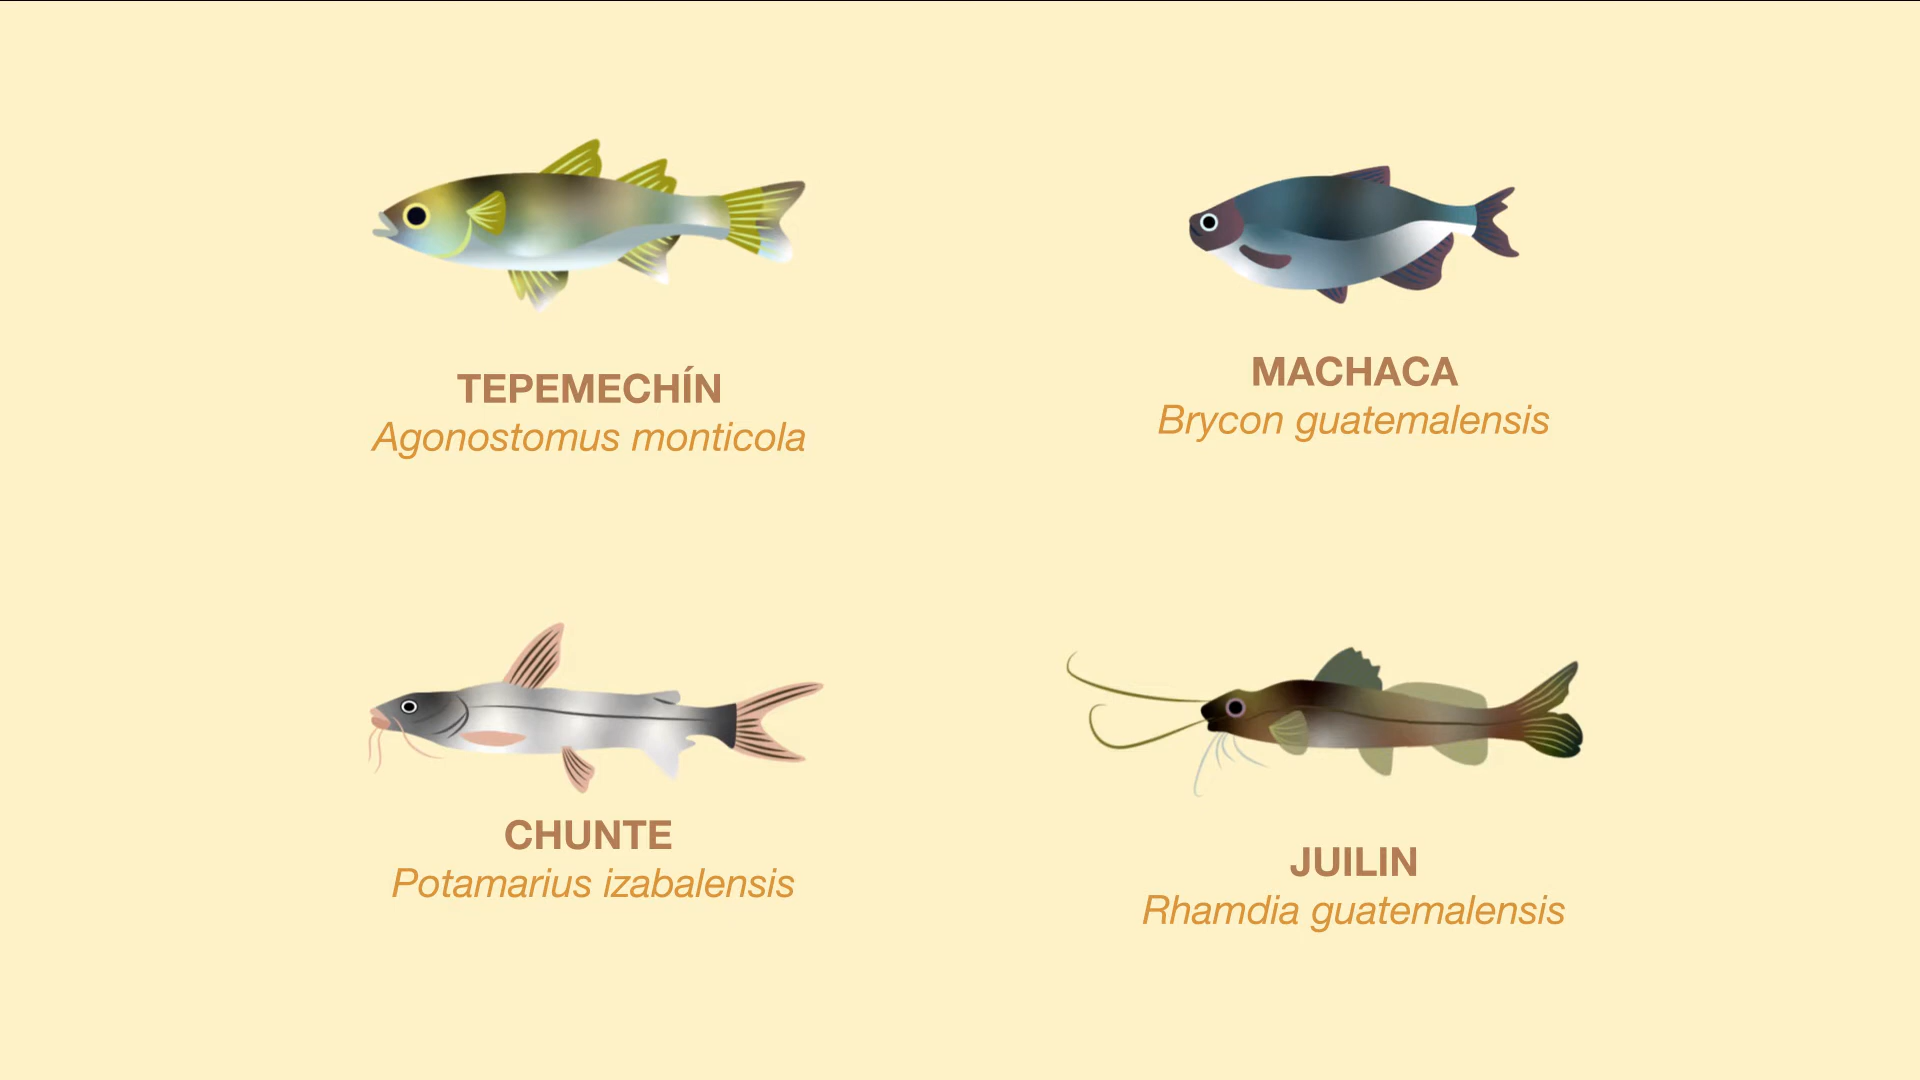 TEPEMECHÍN
Agonostomus monticola
MACHACA
Brycon guatemalensis
CHUNTE
Potamarius izabalensis
JUILIN
Rhamdia guatemalensis